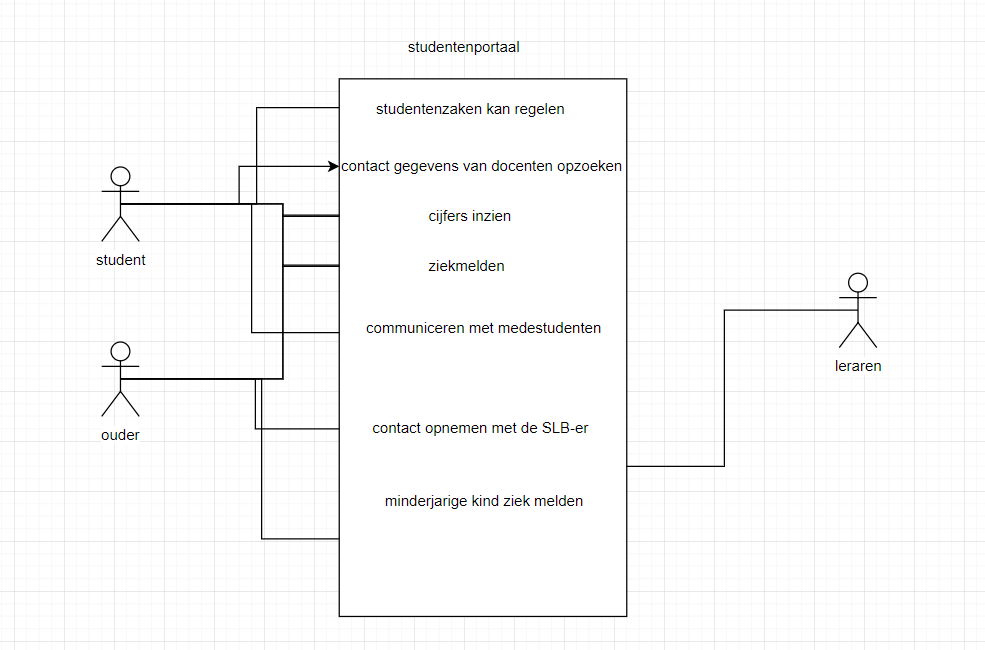 studentenportaal
studentenzaken kan regelen
contact gegevens van docenten opzoeken
cijfers inzien
ziekmelden
student
communiceren met medestudenten
leraren
ouder
contact opnemen met de SLB-er
minderjarige kind ziek melden